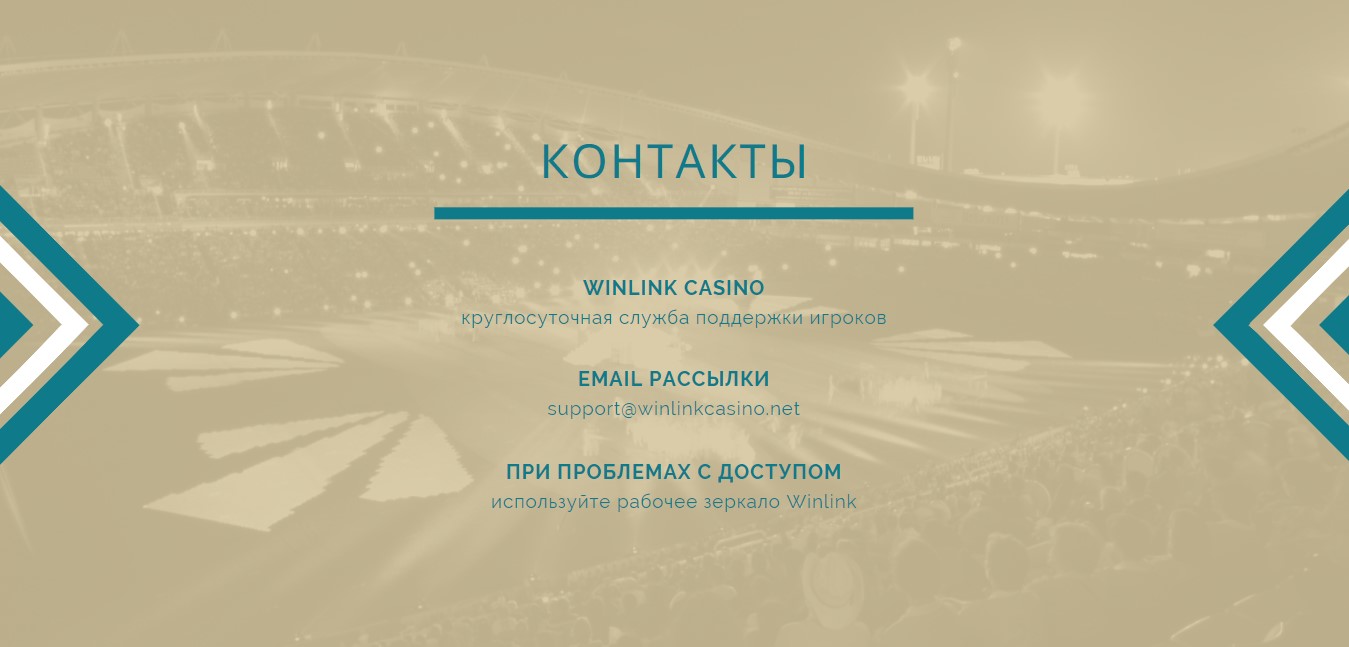 КОНТАКТЫ
WINLINK CASINO
круглосуточная служба поддержки игроков
EMAIL РАССЫЛКИ
support@winlinkcasino.net
ПРИ ПРОБЛЕМАХ С ДОСТУПОМ
используйте рабочее зеркало Winlink